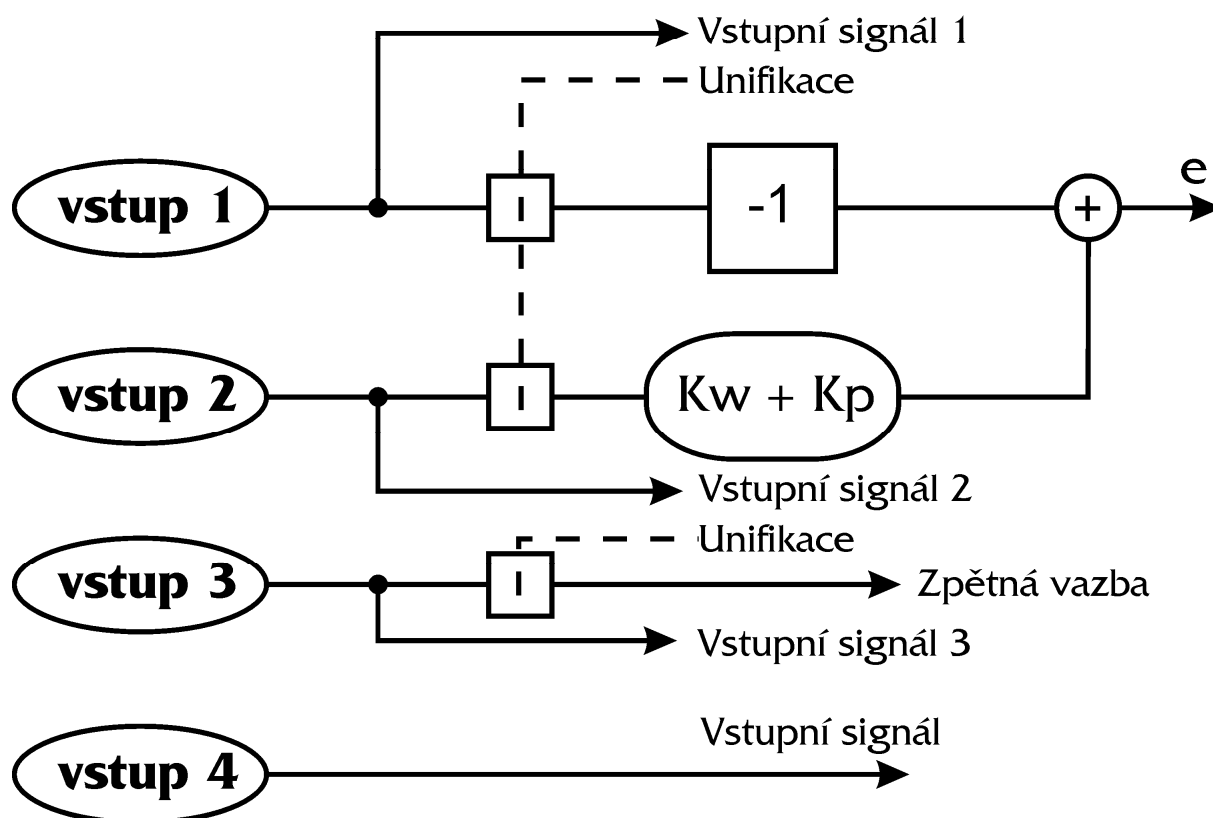 Vstupní signál 1
Unifikace
vstup 1
-1
+
e
vstup 2
Kw + Kp
Vstupní signál 2
Unifikace
vstup 3
Zpětná vazba
Vstupní signál 3
Vstupní signál
vstup 4